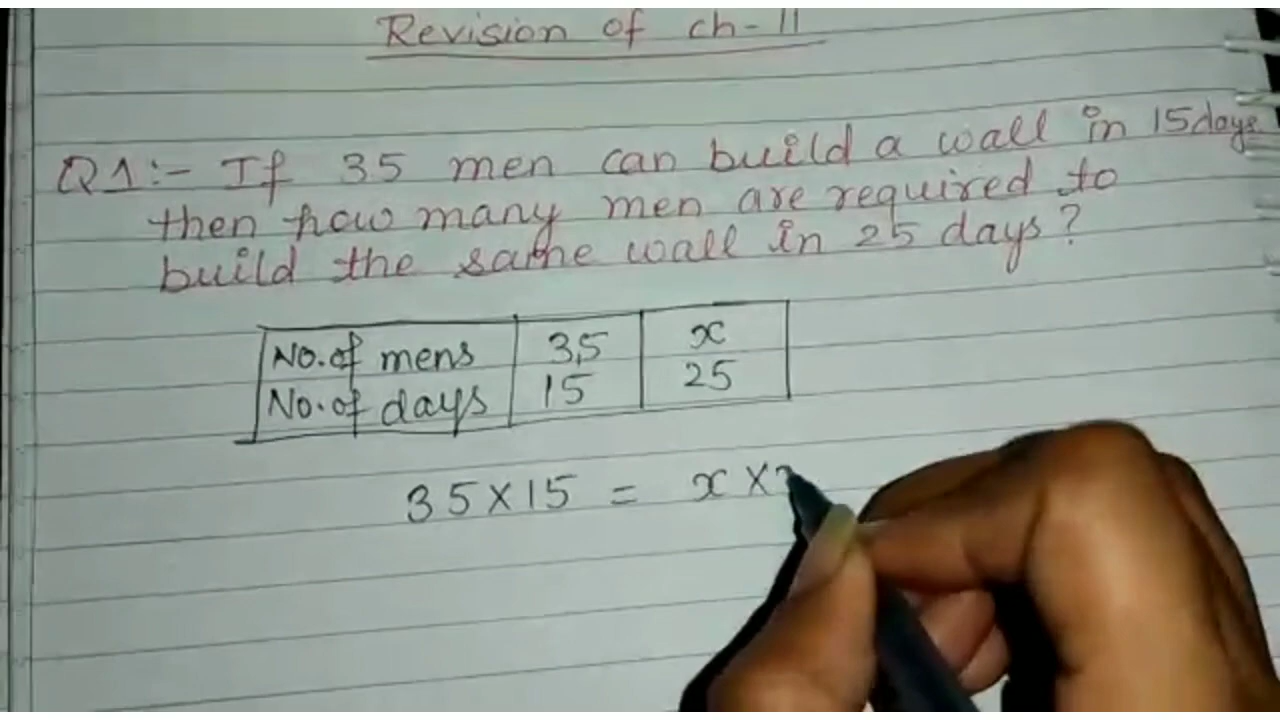 Revision of ch-11
Q1:- If 35 men can build a wall in 15 days
then how many men are required to
build the same wall in 25 days?
No. of mens 35 x
No. of days 15 25
35 × 15 = x ×